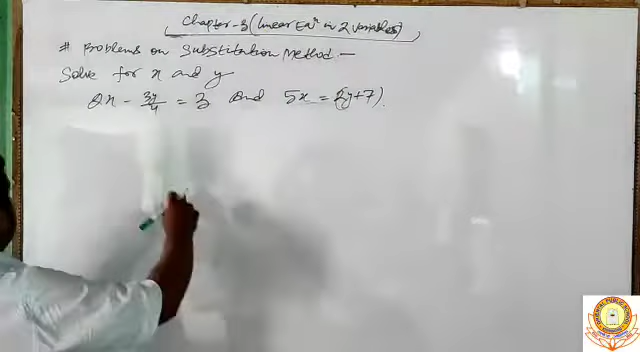 Chapter-3 (Linear Eqⁿ in 2 variables)
# Problems on Substitution Method —
Solve for x and y
2x - 3y/4 = 3 and 5x = 2y+7).